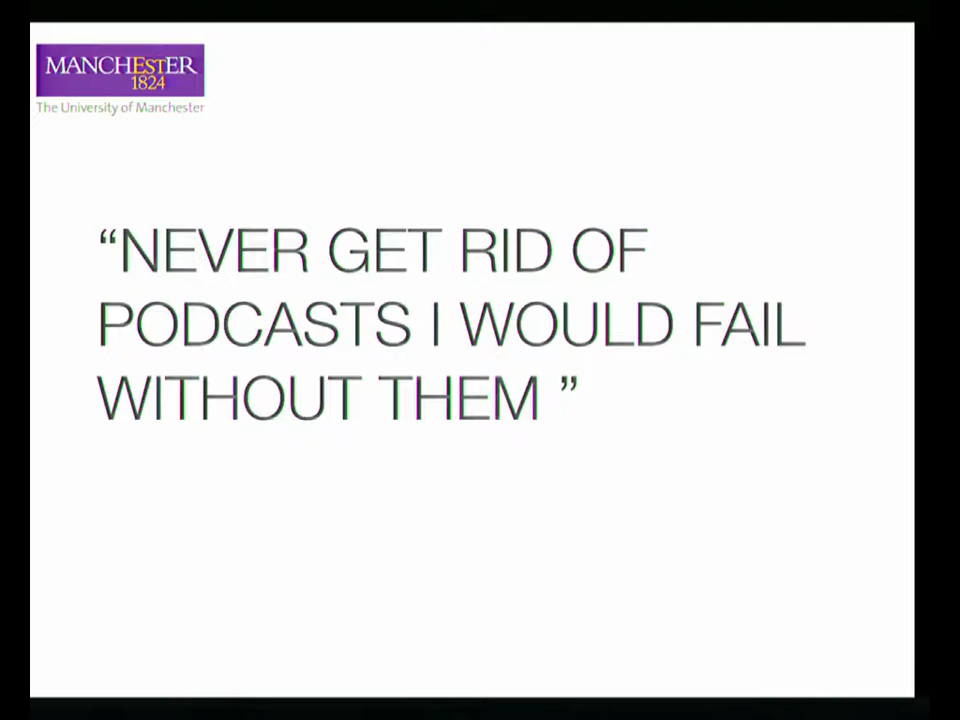 MANCHESTER
1824
The University of Manchester
“NEVER GET RID OF
PODCASTS I WOULD FAIL
WITHOUT THEM ”